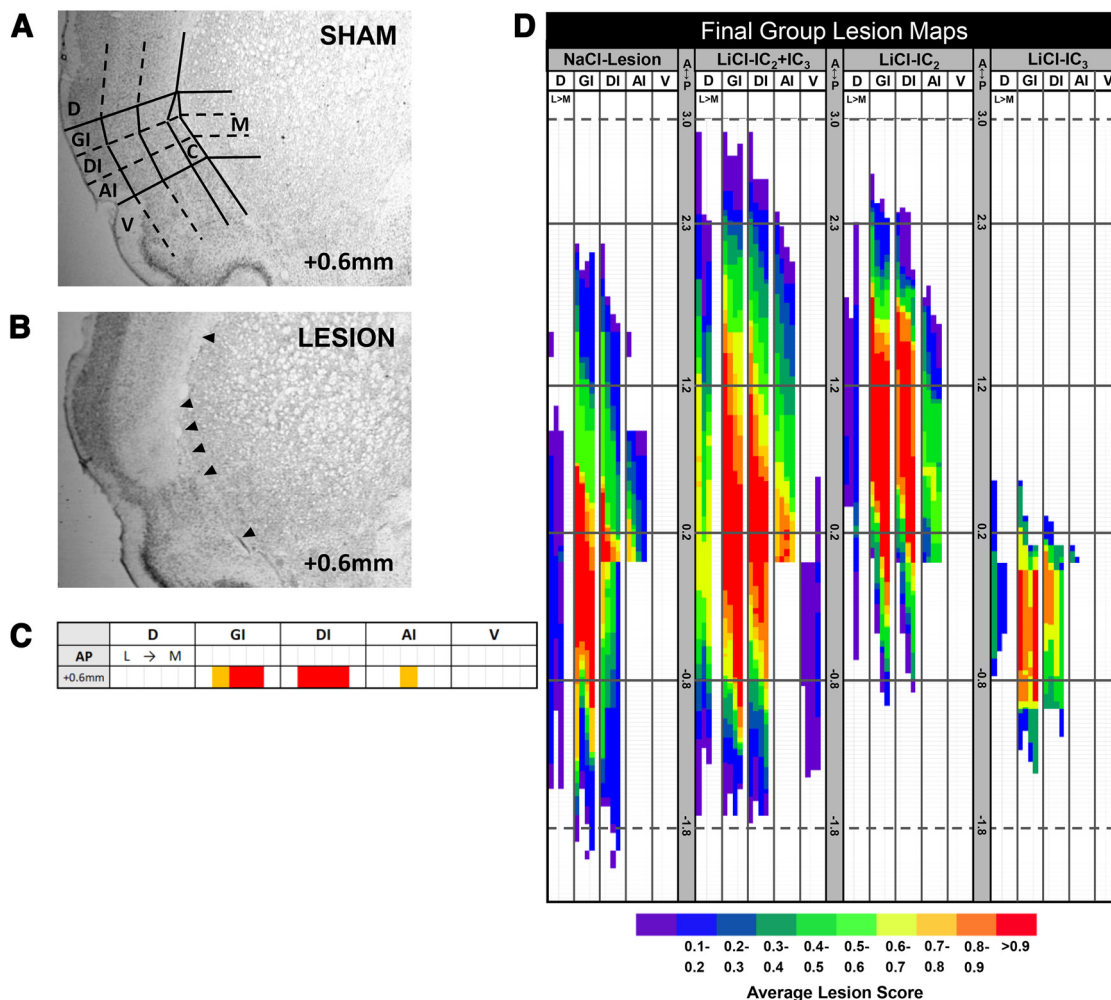 A
SHAM
D
GI
DI
AI
V
M
C
+0.6mm
B
LESION
+0.6mm
C
D GI DI AI V
AP L → M
+0.6mm
D
Final Group Lesion Maps
NaCl-Lesion A↔P LiCl-IC₂+IC₃ A↔P LiCl-IC₂ A↔P LiCl-IC₃
D GI DI AI V D GI DI AI V D GI DI AI V D GI DI AI V
L>M L>M L>M L>M
3.0 3.0 3.0
2.3 2.3 2.3
1.2 1.2 1.2
0.2 0.2 0.2
-0.8 -0.8 -0.8
-1.8 -1.8 -1.8
0.1- 0.2- 0.3- 0.4- 0.5- 0.6- 0.7- 0.8- >0.9
0.2 0.3 0.4 0.5 0.6 0.7 0.8 0.9
Average Lesion Score